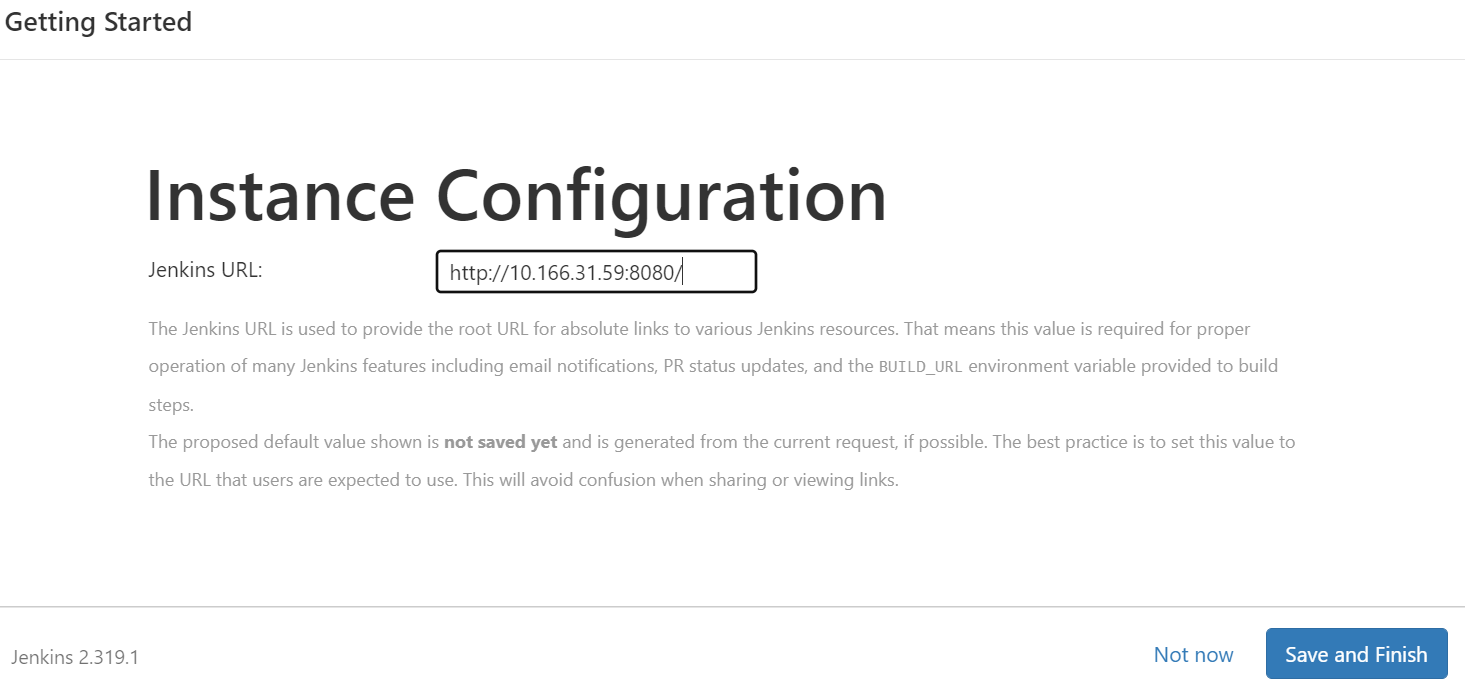 Getting Started
Instance Configuration
Jenkins URL:
http://10.166.31.59:8080/
The Jenkins URL is used to provide the root URL for absolute links to various Jenkins resources. That means this value is required for proper
operation of many Jenkins features including email notifications, PR status updates, and the BUILD_URL environment variable provided to build
steps.
The proposed default value shown is not saved yet and is generated from the current request, if possible. The best practice is to set this value to
the URL that users are expected to use. This will avoid confusion when sharing or viewing links.
Jenkins 2.319.1
Not now
Save and Finish